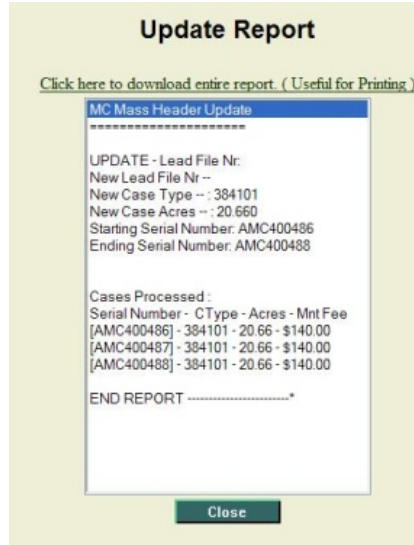 Update Report
Click here to download entire report. ( Useful for Printing )
MC Mass Header Update
======================
UPDATE - Lead File Nr:
New Lead File Nr --
New Case Type -- : 384101
New Case Acres -- : 20.660
Starting Serial Number: AMC400486
Ending Serial Number: AMC400488
Cases Processed :
Serial Number - CType - Acres - Mnt Fee
[AMC400486] - 384101 - 20.66 - $140.00
[AMC400487] - 384101 - 20.66 - $140.00
[AMC400488] - 384101 - 20.66 - $140.00
END REPORT ------------------------*
Close